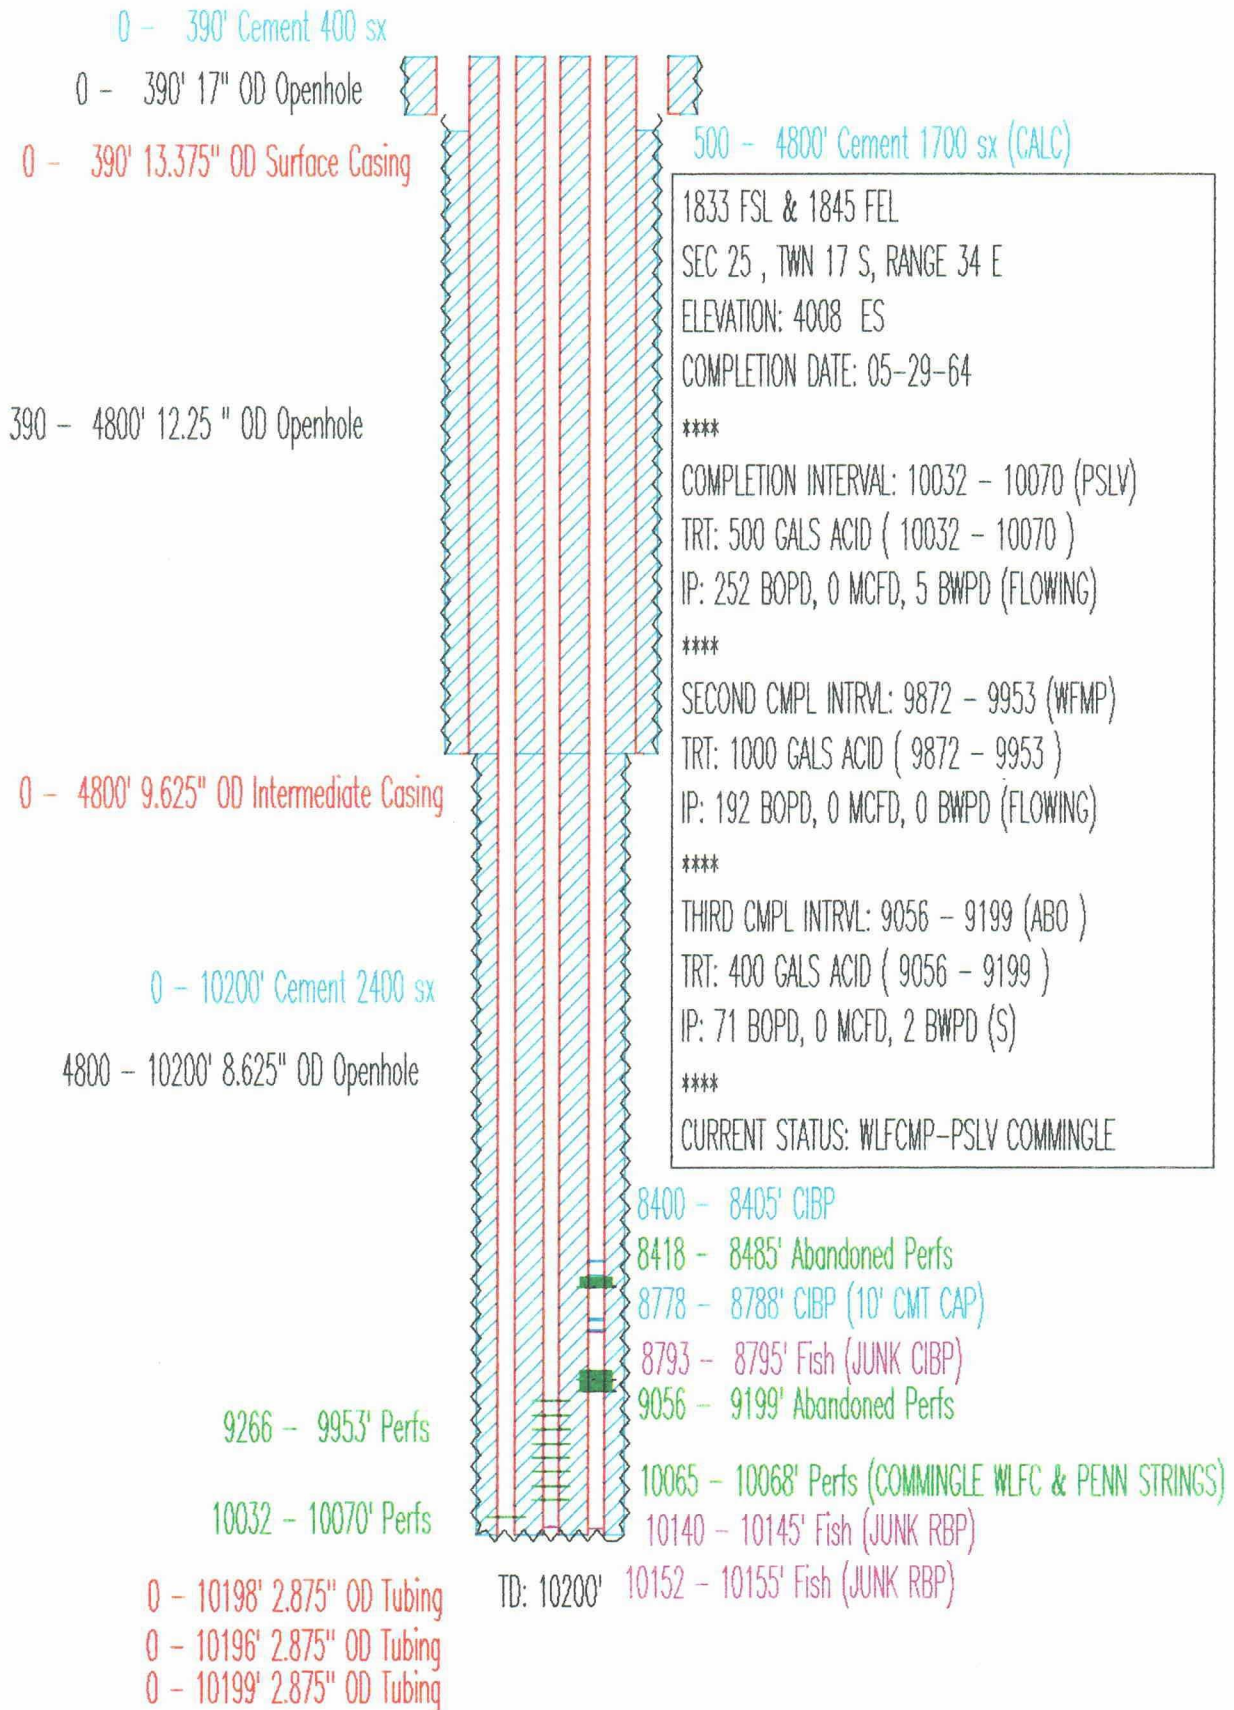 0 - 390' Cement 400 sx
0 - 390' 17" OD Openhole
0 - 390' 13.375" OD Surface Casing
500 - 4800' Cement 1700 sx (CALC)
1833 FSL & 1845 FEL
SEC 25 , TWN 17 S, RANGE 34 E
ELEVATION: 4008 ES
COMPLETION DATE: 05-29-64
****
COMPLETION INTERVAL: 10032 - 10070 (PSLV)
TRT: 500 GALS ACID ( 10032 - 10070 )
IP: 252 BOPD, 0 MCFD, 5 BWPD (FLOWING)
****
SECOND CMPL INTRVL: 9872 - 9953 (WFMP)
TRT: 1000 GALS ACID ( 9872 - 9953 )
IP: 192 BOPD, 0 MCFD, 0 BWPD (FLOWING)
****
THIRD CMPL INTRVL: 9056 - 9199 (ABO )
TRT: 400 GALS ACID ( 9056 - 9199 )
IP: 71 BOPD, 0 MCFD, 2 BWPD (S)
****
CURRENT STATUS: WLFCMP-PSLV COMMINGLE
390 - 4800' 12.25 " OD Openhole
0 - 4800' 9.625" OD Intermediate Casing
0 - 10200' Cement 2400 sx
4800 - 10200' 8.625" OD Openhole
8400 - 8405' CIBP
8418 - 8485' Abandoned Perfs
8778 - 8788' CIBP (10' CMT CAP)
8793 - 8795' Fish (JUNK CIBP)
9056 - 9199' Abandoned Perfs
9266 - 9953' Perfs
10065 - 10068' Perfs (COMMINGLE WLFC & PENN STRINGS)
10032 - 10070' Perfs
10140 - 10145' Fish (JUNK RBP)
10152 - 10155' Fish (JUNK RBP)
TD: 10200'
0 - 10198' 2.875" OD Tubing
0 - 10196' 2.875" OD Tubing
0 - 10199' 2.875" OD Tubing